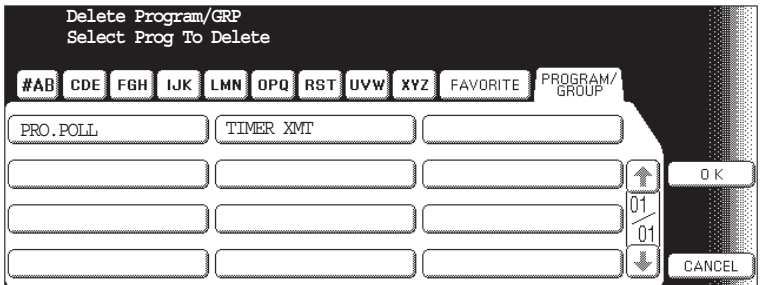 Delete Program/GRP
Select Prog To Delete
#AB CDE FGH IJK LMN OPQ RST UVW XYZ FAVORITE PROGRAM/
GROUP
PRO.POLL TIMER XMT
OK
01
01
CANCEL